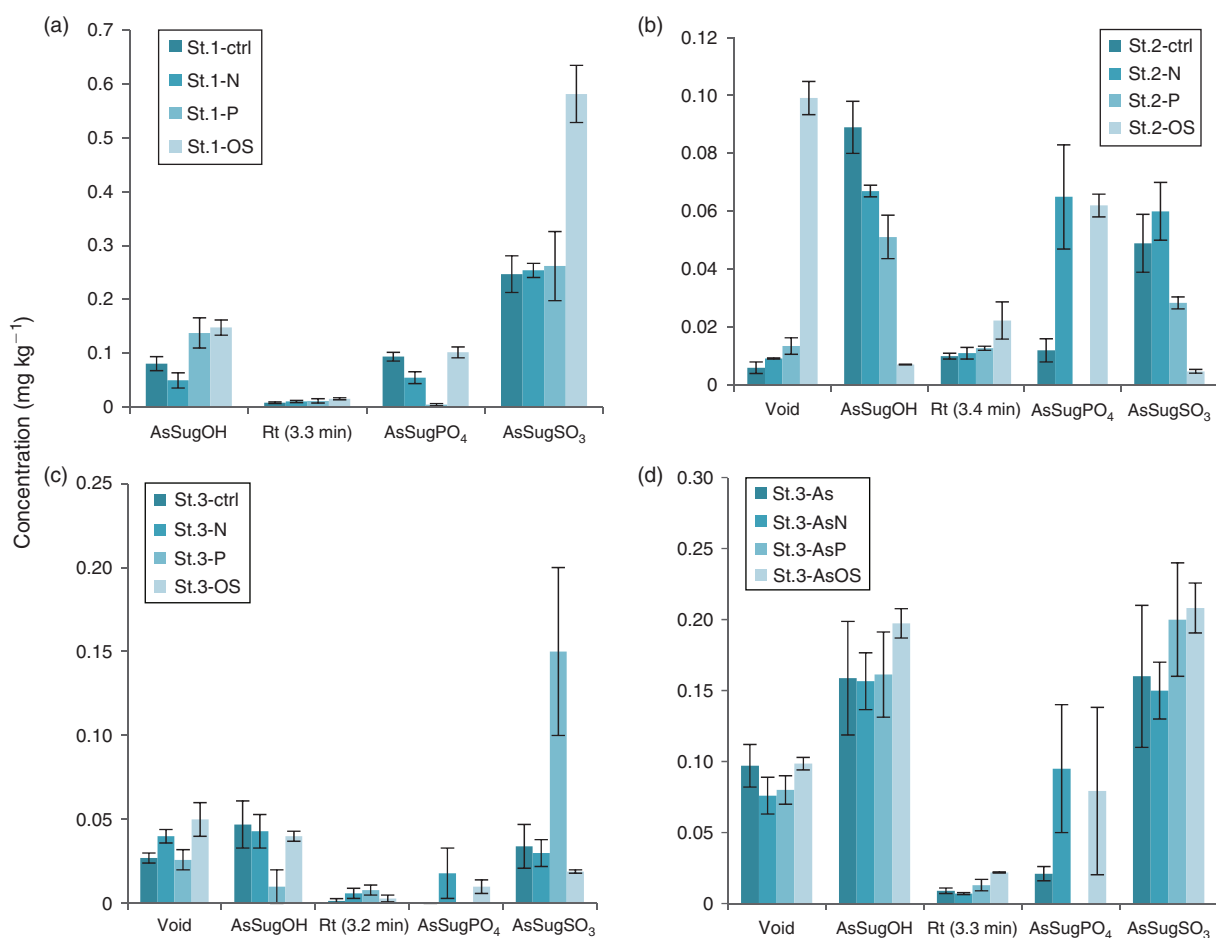 (a)
St.1-ctrl
St.1-N
St.1-P
St.1-OS
0.7
0.6
0.5
0.4
0.3
0.2
0.1
0
AsSugOH Rt (3.3 min) AsSugPO₄ AsSugSO₃
(b)
St.2-ctrl
St.2-N
St.2-P
St.2-OS
0.12
0.10
0.08
0.06
0.04
0.02
0
Void AsSugOH Rt (3.4 min) AsSugPO₄ AsSugSO₃
Concentration (mg kg⁻¹)
(c)
St.3-ctrl
St.3-N
St.3-P
St.3-OS
0.25
0.20
0.15
0.10
0.05
0
Void AsSugOH Rt (3.2 min) AsSugPO₄ AsSugSO₃
(d)
St.3-As
St.3-AsN
St.3-AsP
St.3-AsOS
0.30
0.25
0.20
0.15
0.10
0.05
0
Void AsSugOH Rt (3.3 min) AsSugPO₄ AsSugSO₃